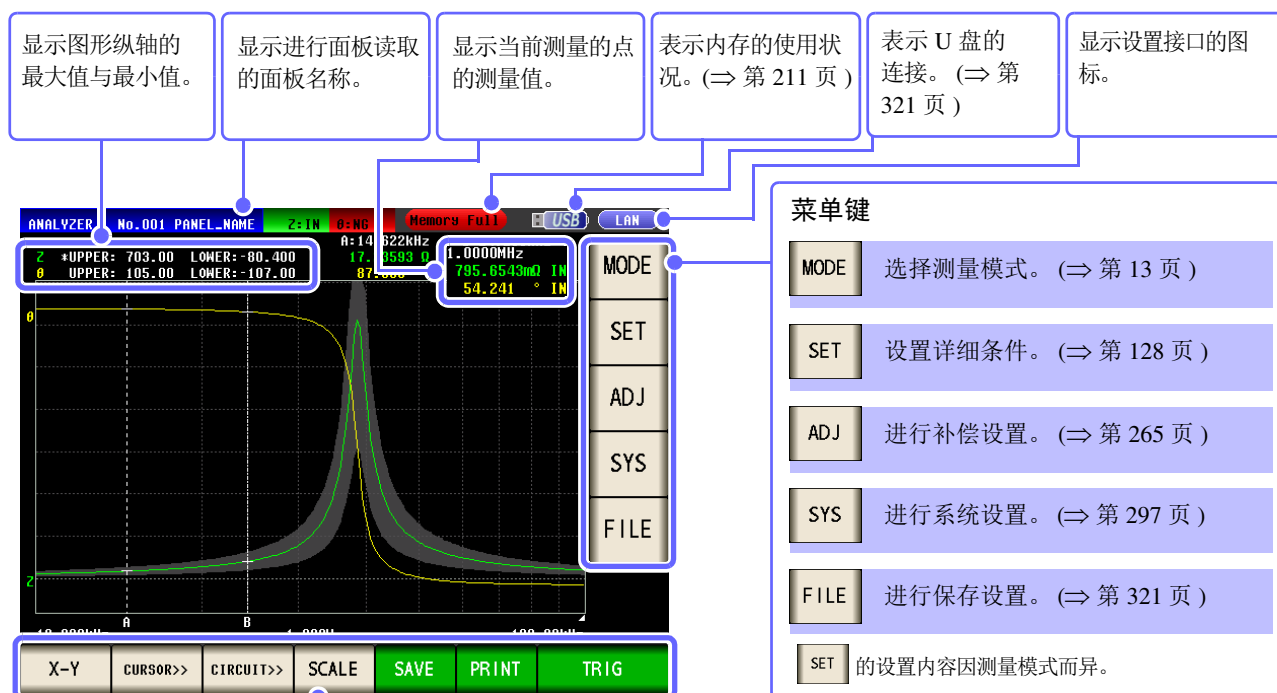 显示图形纵轴的
最大值与最小值。
显示进行面板读取
的面板名称。
显示当前测量的点
的测量值。
表示内存的使用状
况。(⇒ 第 211 页 )
表示 U 盘的
连接。 (⇒ 第
321 页 )
显示设置接口的图
标。
ANALYZER No.001 PANEL_NAME Z:IN θ:NG Memory Full USB LAN
Z *UPPER: 703.00 LOWER:-80.400
θ UPPER: 105.00 LOWER:-107.00
1.0000MHz
795.6543mΩ IN
54.241 ° IN
θ
Z
A B
MODE
SET
ADJ
SYS
FILE
X-Y CURSOR>> CIRCUIT>> SCALE SAVE PRINT TRIG
菜单键
MODE 选择测量模式。 (⇒ 第 13 页 )
SET 设置详细条件。 (⇒ 第 128 页 )
ADJ 进行补偿设置。 (⇒ 第 265 页 )
SYS 进行系统设置。 (⇒ 第 297 页 )
FILE 进行保存设置。 (⇒ 第 321 页 )
SET 的设置内容因测量模式而异。